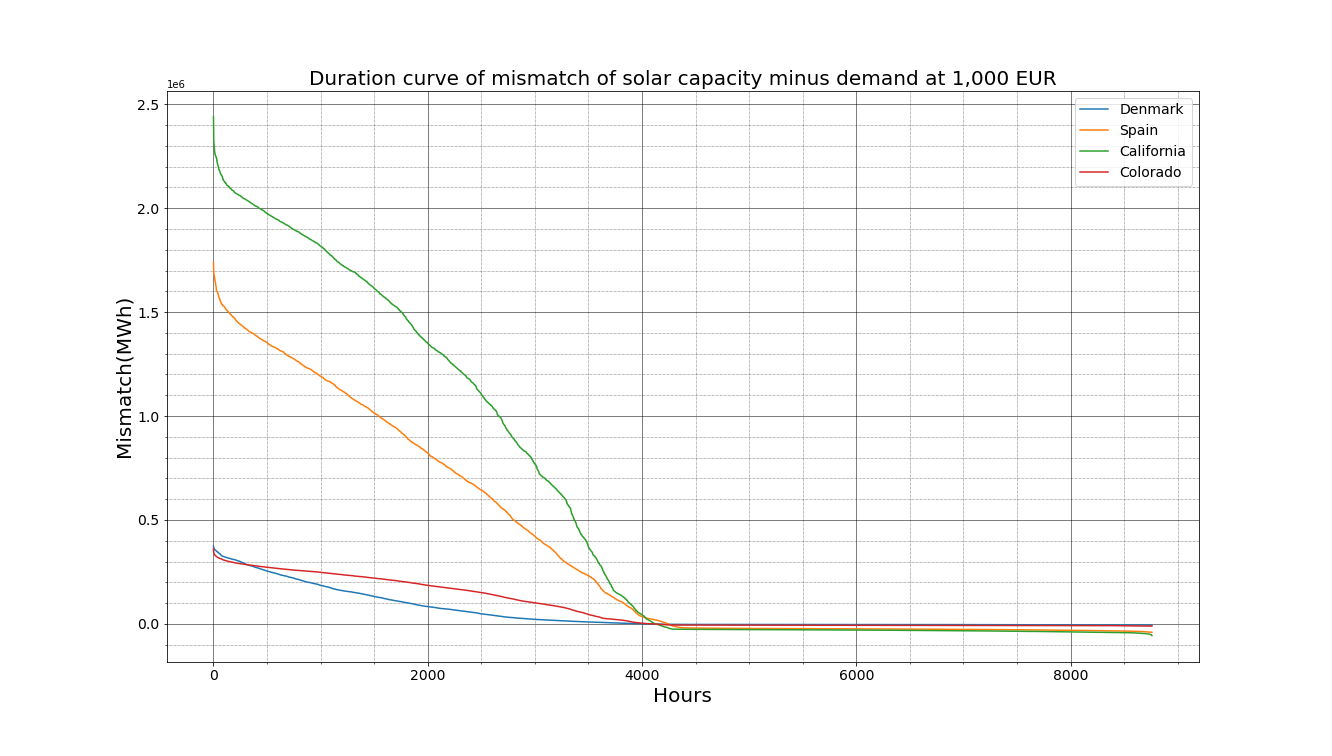 Duration curve of mismatch of solar capacity minus demand at 1,000 EUR
1e6
2.5
2.0
1.5
1.0
0.5
0.0
Mismatch(MWh)
Denmark
Spain
California
Colorado
0 2000 4000 6000 8000
Hours